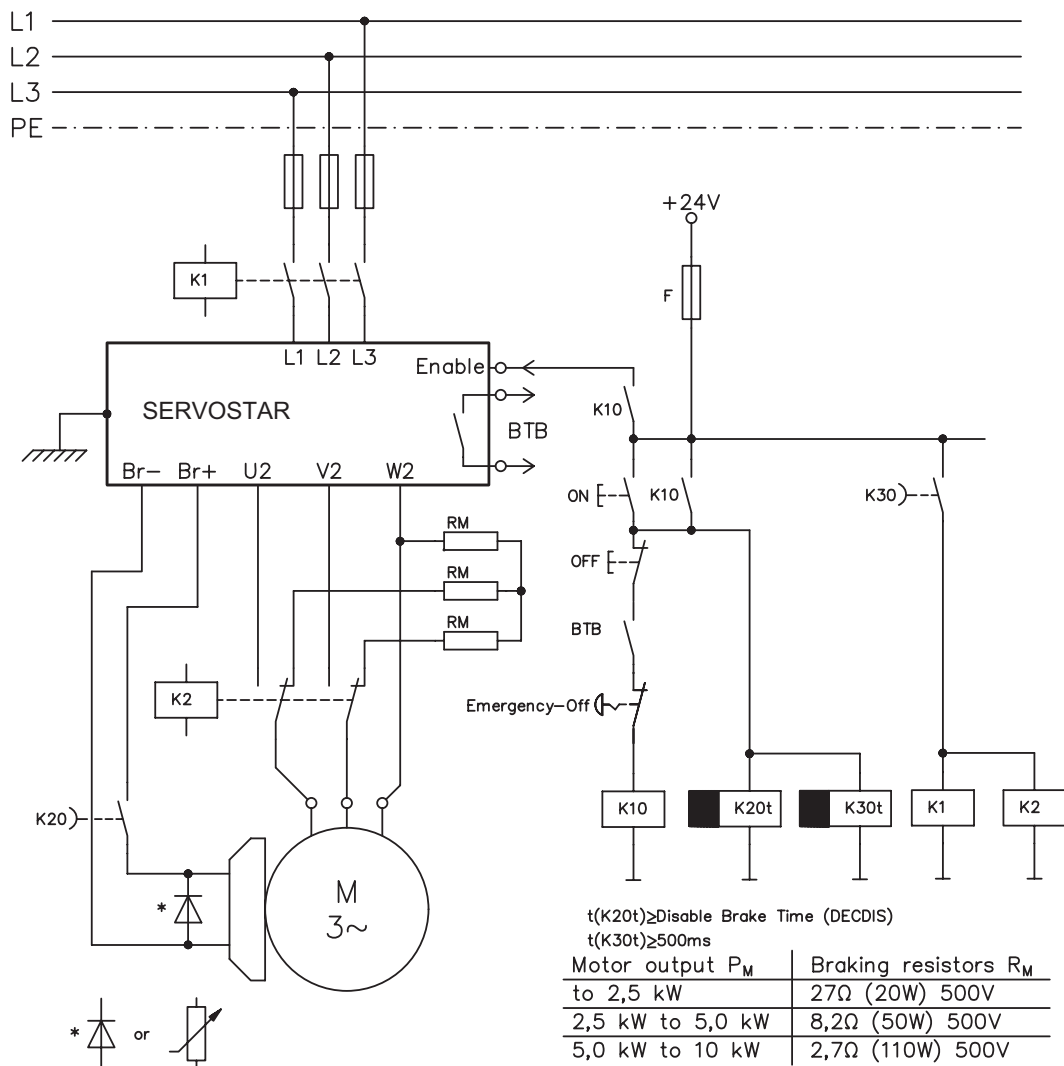 L1
L2
L3
PE
+24V
F
K1
L1 L2 L3
Enable
SERVOSTAR
BTB
Br- Br+ U2 V2 W2
K10
ON
K10
K30
OFF
BTB
Emergency-Off
RM
RM
RM
K2
K20
K10 K20t K30t K1 K2
M
3~
*
* or
t(K20t)≥Disable Brake Time (DECDIS)
t(K30t)≥500ms
Motor output PM Braking resistors RM
to 2,5 kW 27Ω (20W) 500V
2,5 kW to 5,0 kW 8,2Ω (50W) 500V
5,0 kW to 10 kW 2,7Ω (110W) 500V